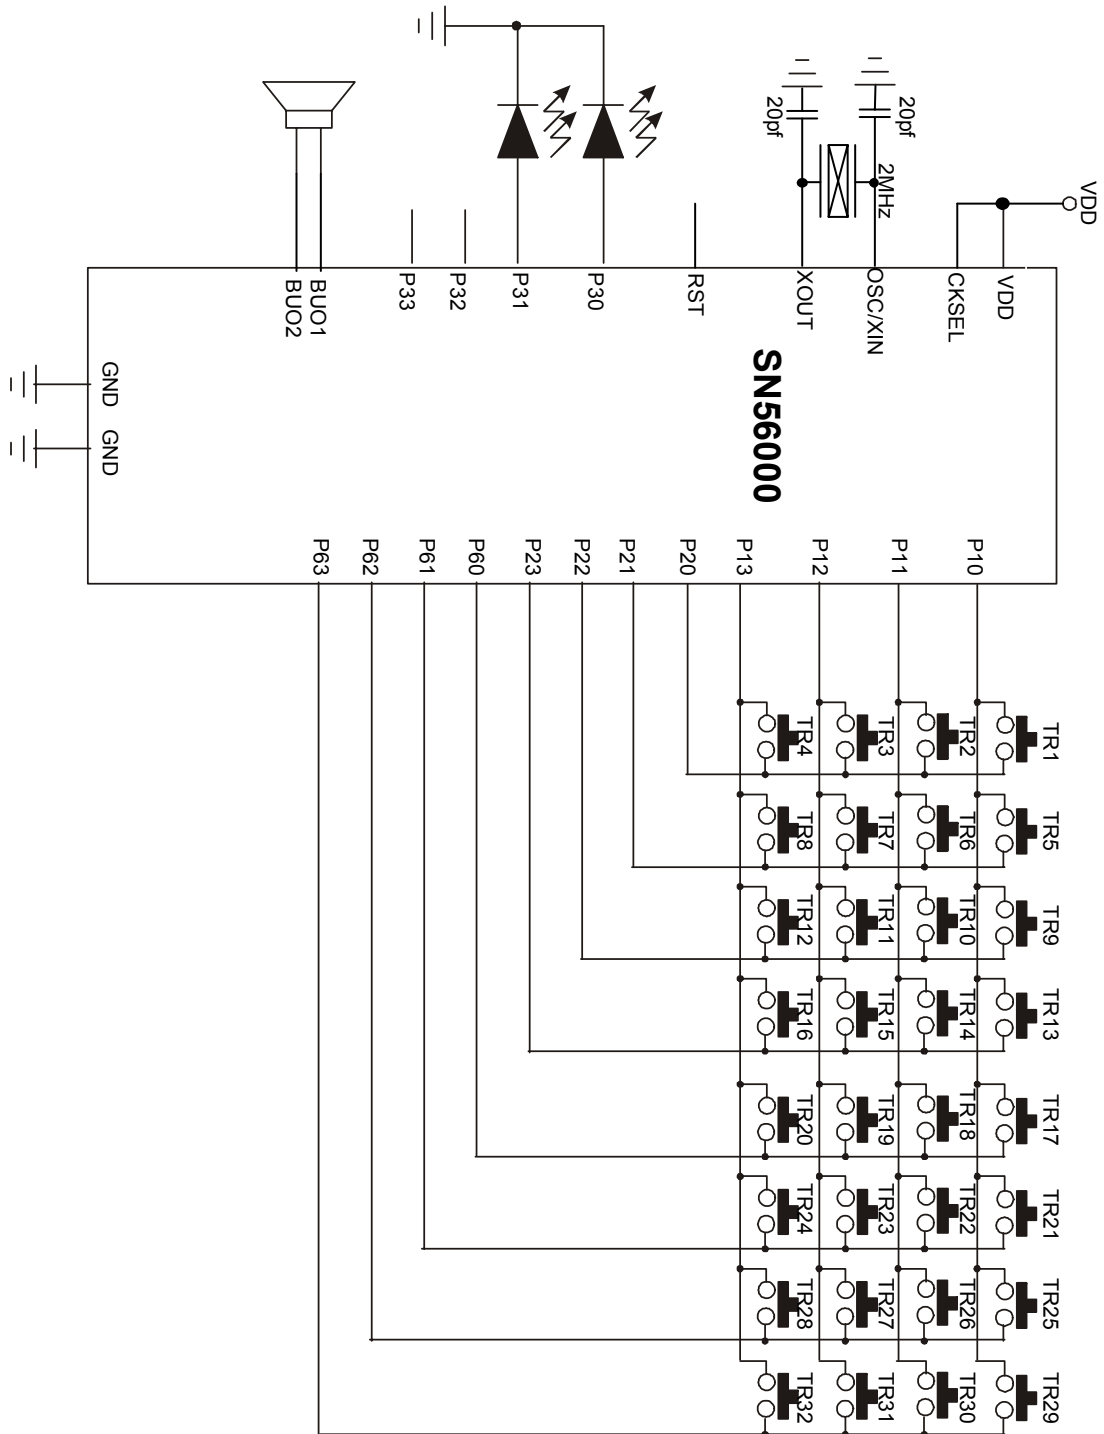 VDD
20pf
20pf
2MHz
VDD
CKSEL
OSC/XIN
XOUT
RST
P30
P31
P32
P33
BUO1
BUO2
SN56000
GND
GND
P10
P11
P12
P13
P20
P21
P22
P23
P60
P61
P62
P63
TR1
TR2
TR3
TR4
TR5
TR6
TR7
TR8
TR9
TR10
TR11
TR12
TR13
TR14
TR15
TR16
TR17
TR18
TR19
TR20
TR21
TR22
TR23
TR24
TR25
TR26
TR27
TR28
TR29
TR30
TR31
TR32